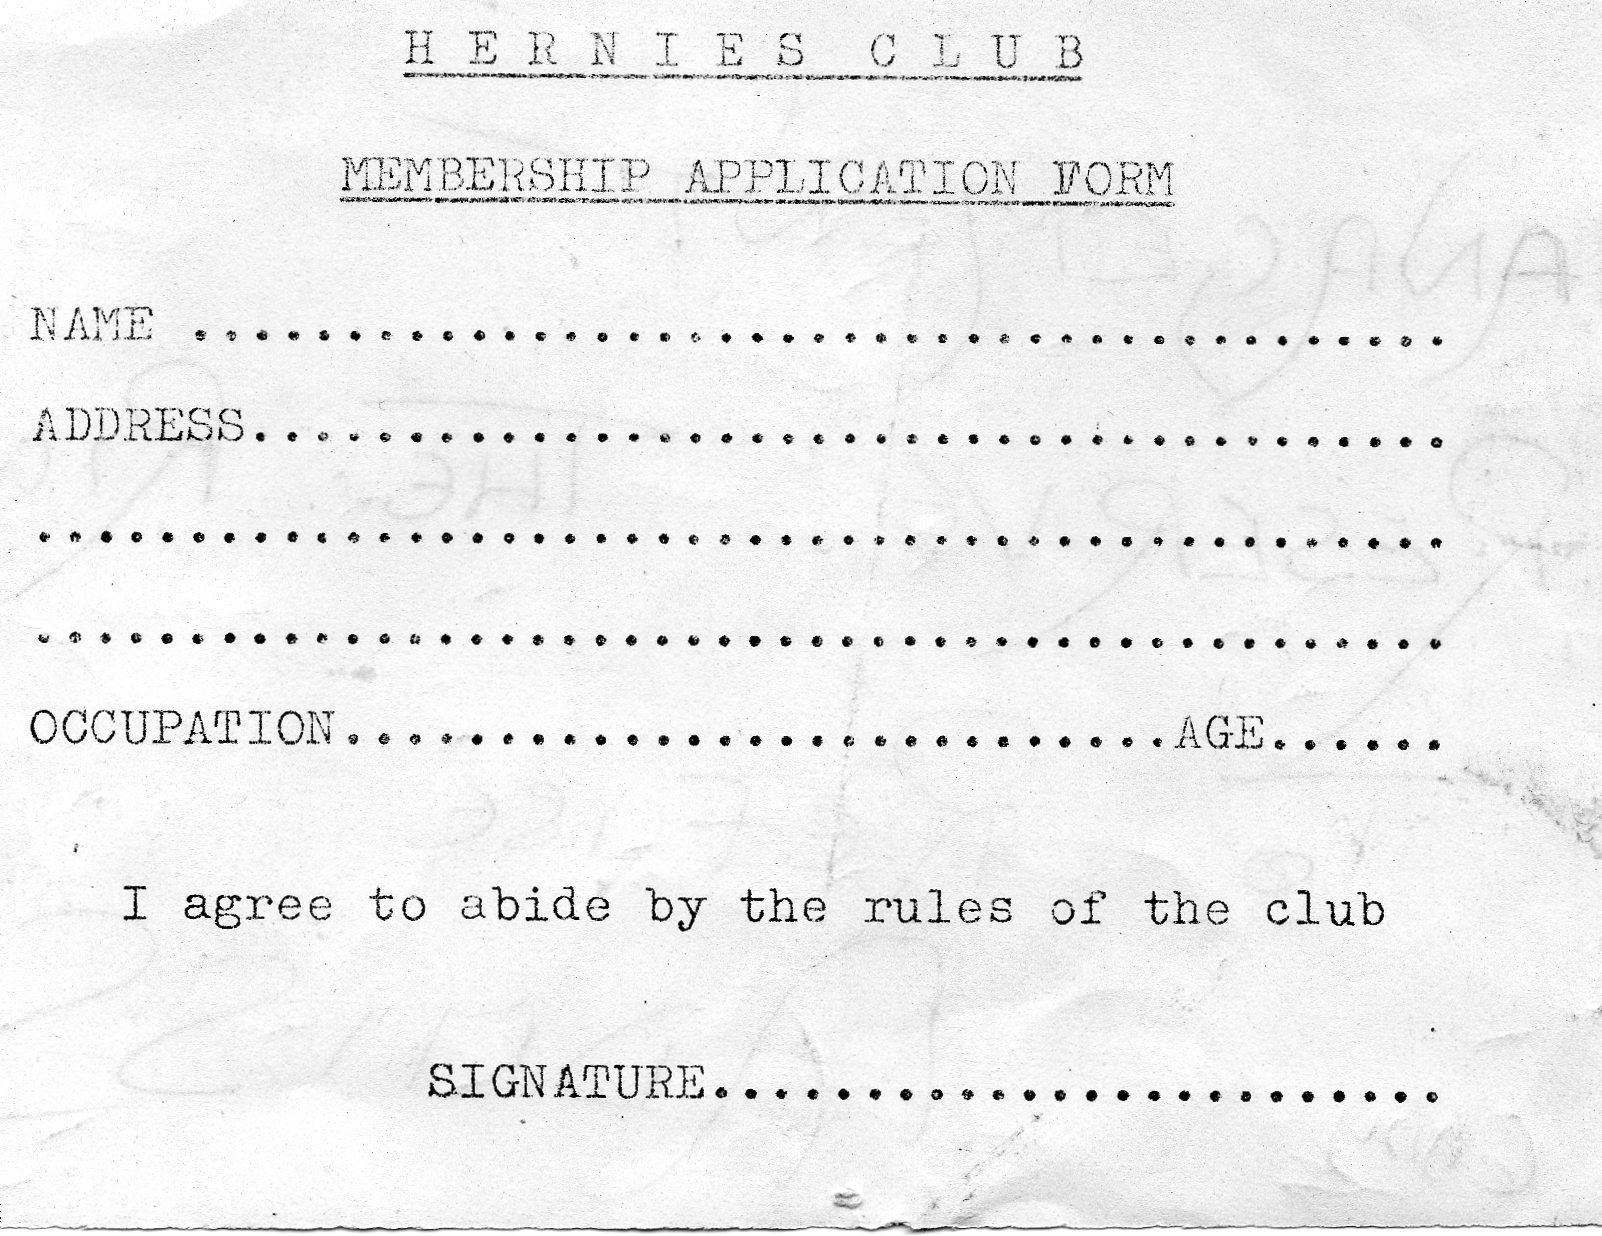 HERNIES CLUB
MEMBERSHIP APPLICATION FORM
NAME ........................................
ADDRESS.......................................
..............................................
..............................................
OCCUPATION...........................AGE......
I agree to abide by the rules of the club
SIGNATURE........................